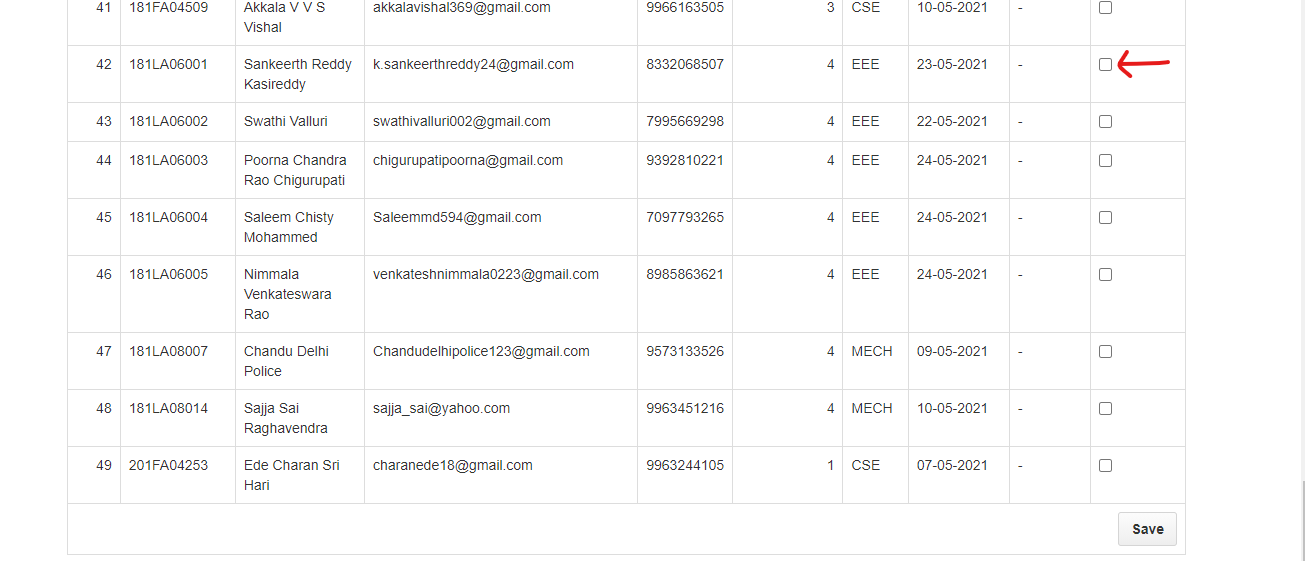 41 181FA04509 Akkala V V S akkalavishal369@gmail.com 9966163505 3 CSE 10-05-2021 -
Vishal
42 181LA06001 Sankeerth Reddy k.sankeerthreddy24@gmail.com 8332068507 4 EEE 23-05-2021 -
Kasireddy
43 181LA06002 Swathi Valluri swathivalluri002@gmail.com 7995669298 4 EEE 22-05-2021 -
44 181LA06003 Poorna Chandra chigurupatipoorna@gmail.com 9392810221 4 EEE 24-05-2021 -
Rao Chigurupati
45 181LA06004 Saleem Chisty Saleemmd594@gmail.com 7097793265 4 EEE 24-05-2021 -
Mohammed
46 181LA06005 Nimmala venkateshnimmala0223@gmail.com 8985863621 4 EEE 24-05-2021 -
Venkateswara
Rao
47 181LA08007 Chandu Delhi Chandudelhipolice123@gmail.com 9573133526 4 MECH 09-05-2021 -
Police
48 181LA08014 Sajja Sai sajja_sai@yahoo.com 9963451216 4 MECH 10-05-2021 -
Raghavendra
49 201FA04253 Ede Charan Sri charanede18@gmail.com 9963244105 1 CSE 07-05-2021 -
Hari
Save